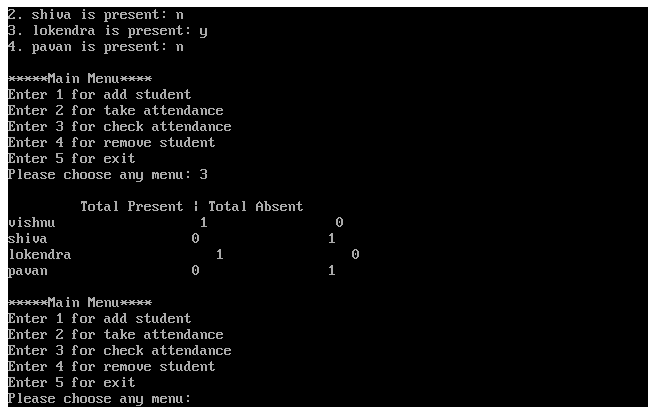 2. shiva is present: n
3. lokendra is present: y
4. pavan is present: n
*****Main Menu****
Enter 1 for add student
Enter 2 for take attendance
Enter 3 for check attendance
Enter 4 for remove student
Enter 5 for exit
Please choose any menu: 3
Total Present | Total Absent
vishnu 1 0
shiva 0 1
lokendra 1 0
pavan 0 1
*****Main Menu****
Enter 1 for add student
Enter 2 for take attendance
Enter 3 for check attendance
Enter 4 for remove student
Enter 5 for exit
Please choose any menu: